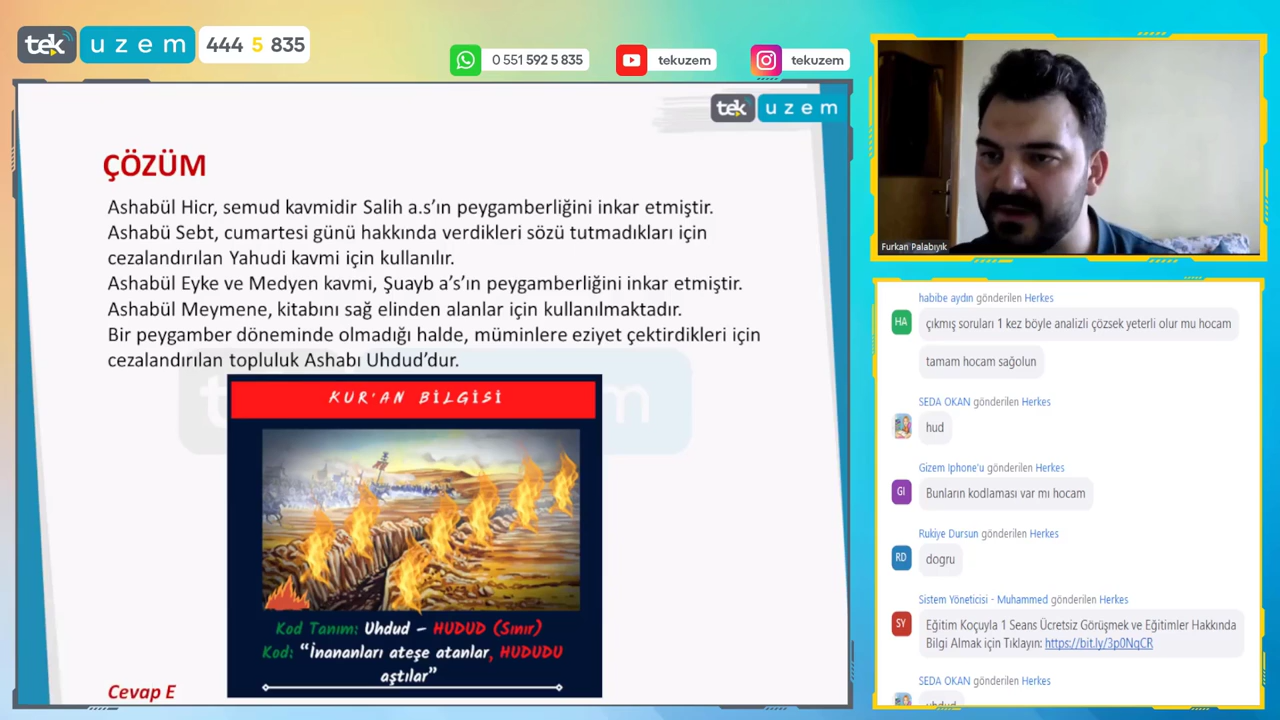 tek uzem 444 5 835
0 551 592 5 835
tekuzem
tekuzem
tek uzem
ÇÖZÜM
Ashabül Hicr, semud kavmidir Salih a.s’ın peygamberliğini inkar etmiştir.
Ashabü Sebt, cumartesi günü hakkında verdikleri sözü tutmadıkları için
cezalandırılan Yahudi kavmi için kullanılır.
Ashabül Eyke ve Medyen kavmi, Şuayb a’s’ın peygamberliğini inkar etmiştir.
Ashabül Meymene, kitabını sağ elinden alanlar için kullanılmaktadır.
Bir peygamber döneminde olmadığı halde, müminlere eziyet çektirdikleri için
cezalandırılan topluluk Ashabı Uhdud’dur.
KUR'AN BİLGİSİ
Kod Tanım: Uhdud – HUDUD (Sınır)
Kod: “İnananları ateşe atanlar, HUDUDU
aştılar”
Cevap E
Furkan Palabıyık
habibe aydın gönderilen Herkes
HA
çıkmış soruları 1 kez böyle analizli çözsek yeterli olur mu hocam
tamam hocam sağolun
SEDA OKAN gönderilen Herkes
hud
Gizem Iphone'u gönderilen Herkes
GI
Bunların kodlaması var mı hocam
Rukiye Dursun gönderilen Herkes
RD
dogru
Sistem Yöneticisi - Muhammed gönderilen Herkes
SY
Eğitim Koçuyla 1 Seans Ücretsiz Görüşmek ve Eğitimler Hakkında
Bilgi Almak için Tıklayın: https://bit.ly/3p0NqCR
SEDA OKAN gönderilen Herkes